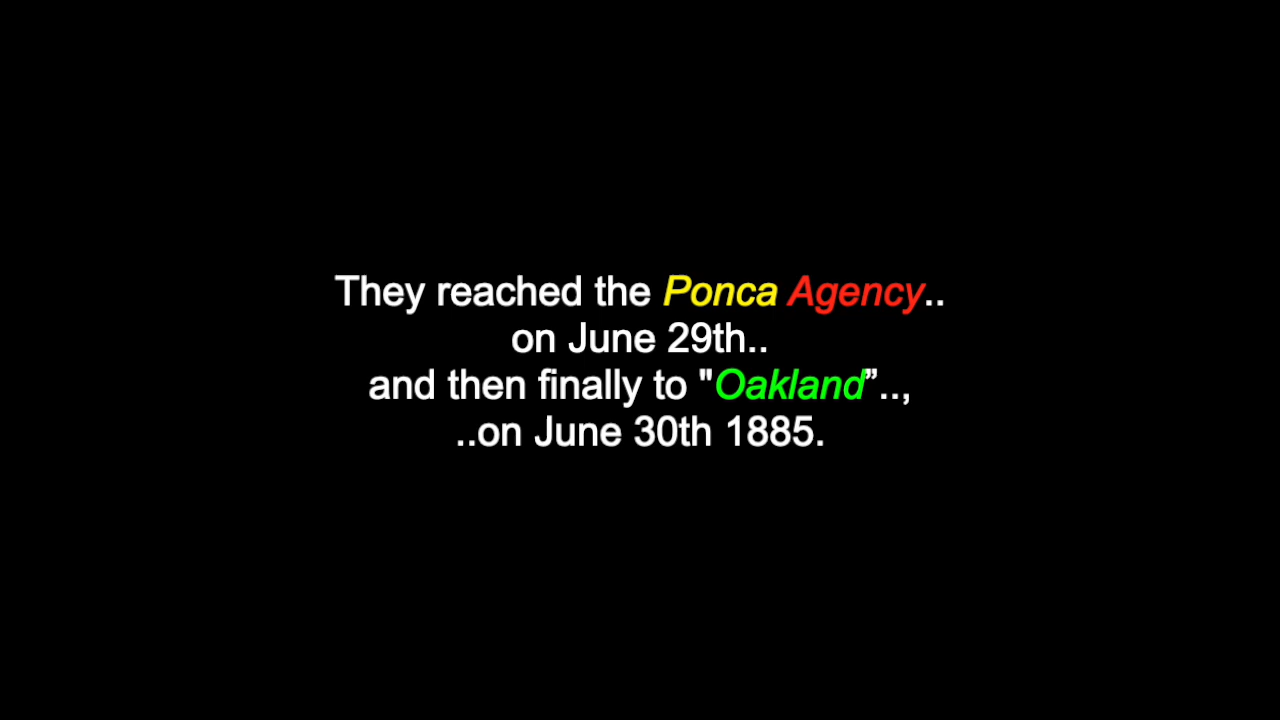 They reached the Ponca Agency..
on June 29th..
and then finally to "Oakland”..,
..on June 30th 1885.